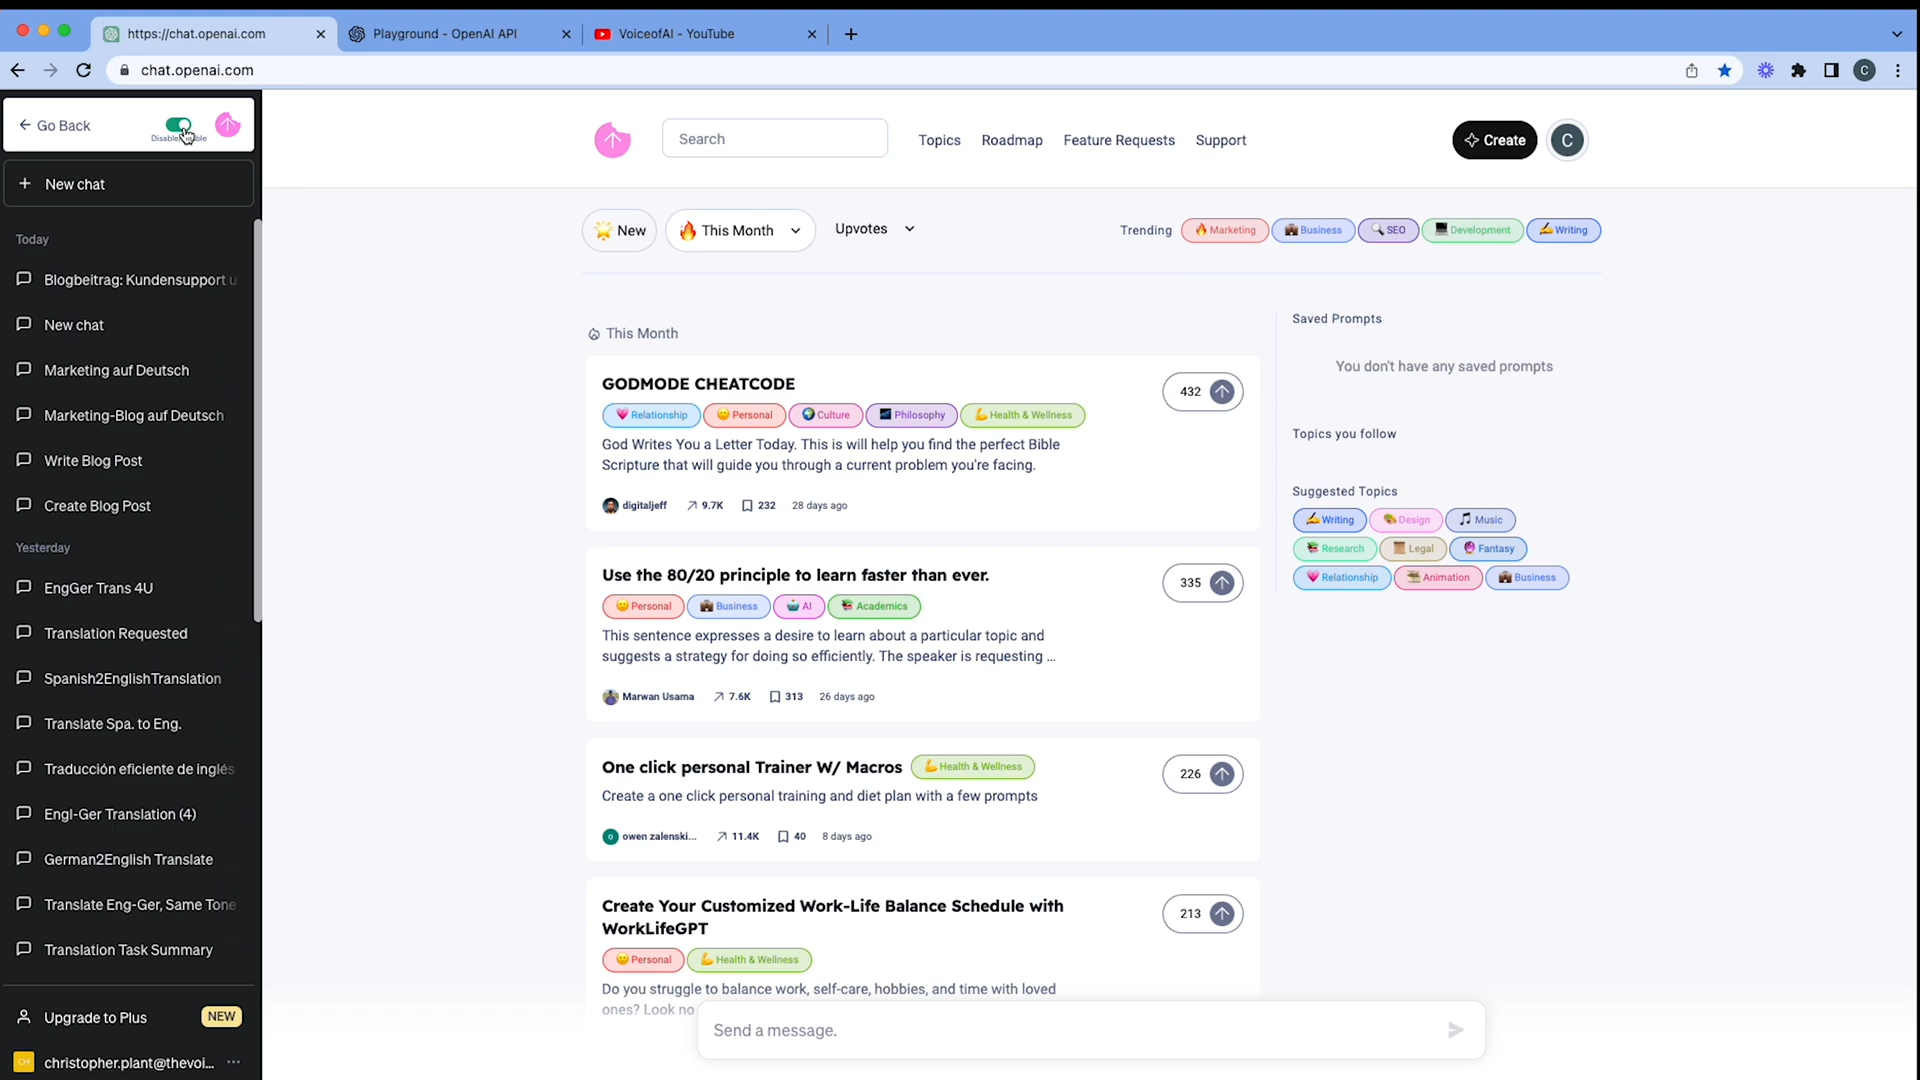 https://chat.openai.com
Playground - OpenAI API
VoiceofAI - YouTube
chat.openai.com
C
Go Back
New chat
Today
Blogbeitrag: Kundensupport u
New chat
Marketing auf Deutsch
Marketing-Blog auf Deutsch
Write Blog Post
Create Blog Post
Yesterday
EngGer Trans 4U
Translation Requested
Spanish2EnglishTranslation
Translate Spa. to Eng.
Traducción eficiente de inglés
Engl-Ger Translation (4)
German2English Translate
Translate Eng-Ger, Same Tone
Translation Task Summary
Upgrade to Plus NEW
CH christopher.plant@thevoi...
Search
Topics Roadmap Feature Requests Support
Create
C
New This Month Upvotes
Trending Marketing Business SEO Development Writing
This Month
GODMODE CHEATCODE
432
Relationship Personal Culture Philosophy Health & Wellness
God Writes You a Letter Today. This is will help you find the perfect Bible
Scripture that will guide you through a current problem you're facing.
digitaljeff 9.7K 232 28 days ago
Use the 80/20 principle to learn faster than ever.
335
Personal Business AI Academics
This sentence expresses a desire to learn about a particular topic and
suggests a strategy for doing so efficiently. The speaker is requesting ...
Marwan Usama 7.6K 313 26 days ago
One click personal Trainer W/ Macros Health & Wellness
226
Create a one click personal training and diet plan with a few prompts
owen zalenski... 11.4K 40 8 days ago
Create Your Customized Work-Life Balance Schedule with
WorkLifeGPT
213
Personal Health & Wellness
Do you struggle to balance work, self-care, hobbies, and time with loved
ones? Look no
Send a message.
Saved Prompts
You don't have any saved prompts
Topics you follow
Suggested Topics
Writing Design Music
Research Legal Fantasy
Relationship Animation Business